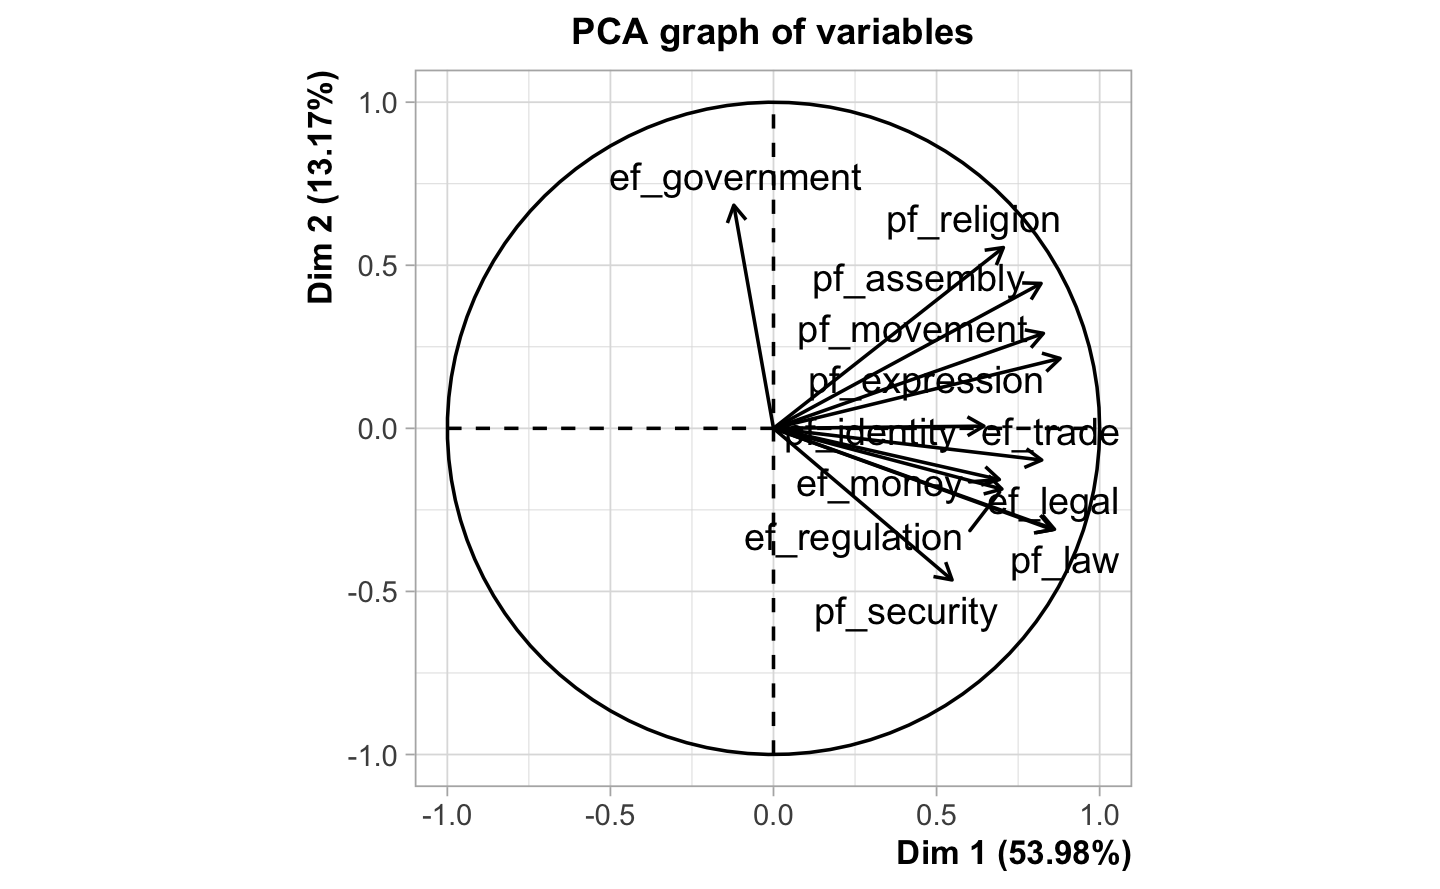 PCA graph of variables
Dim 2 (13.17%)
1.0
0.5
0.0
-0.5
-1.0
ef_government
pf_religion
pf_assembly
pf_movement
pf_expression
pf_identity
ef_trade
ef_money
ef_legal
ef_regulation
pf_law
pf_security
-1.0
-0.5
0.0
0.5
1.0
Dim 1 (53.98%)